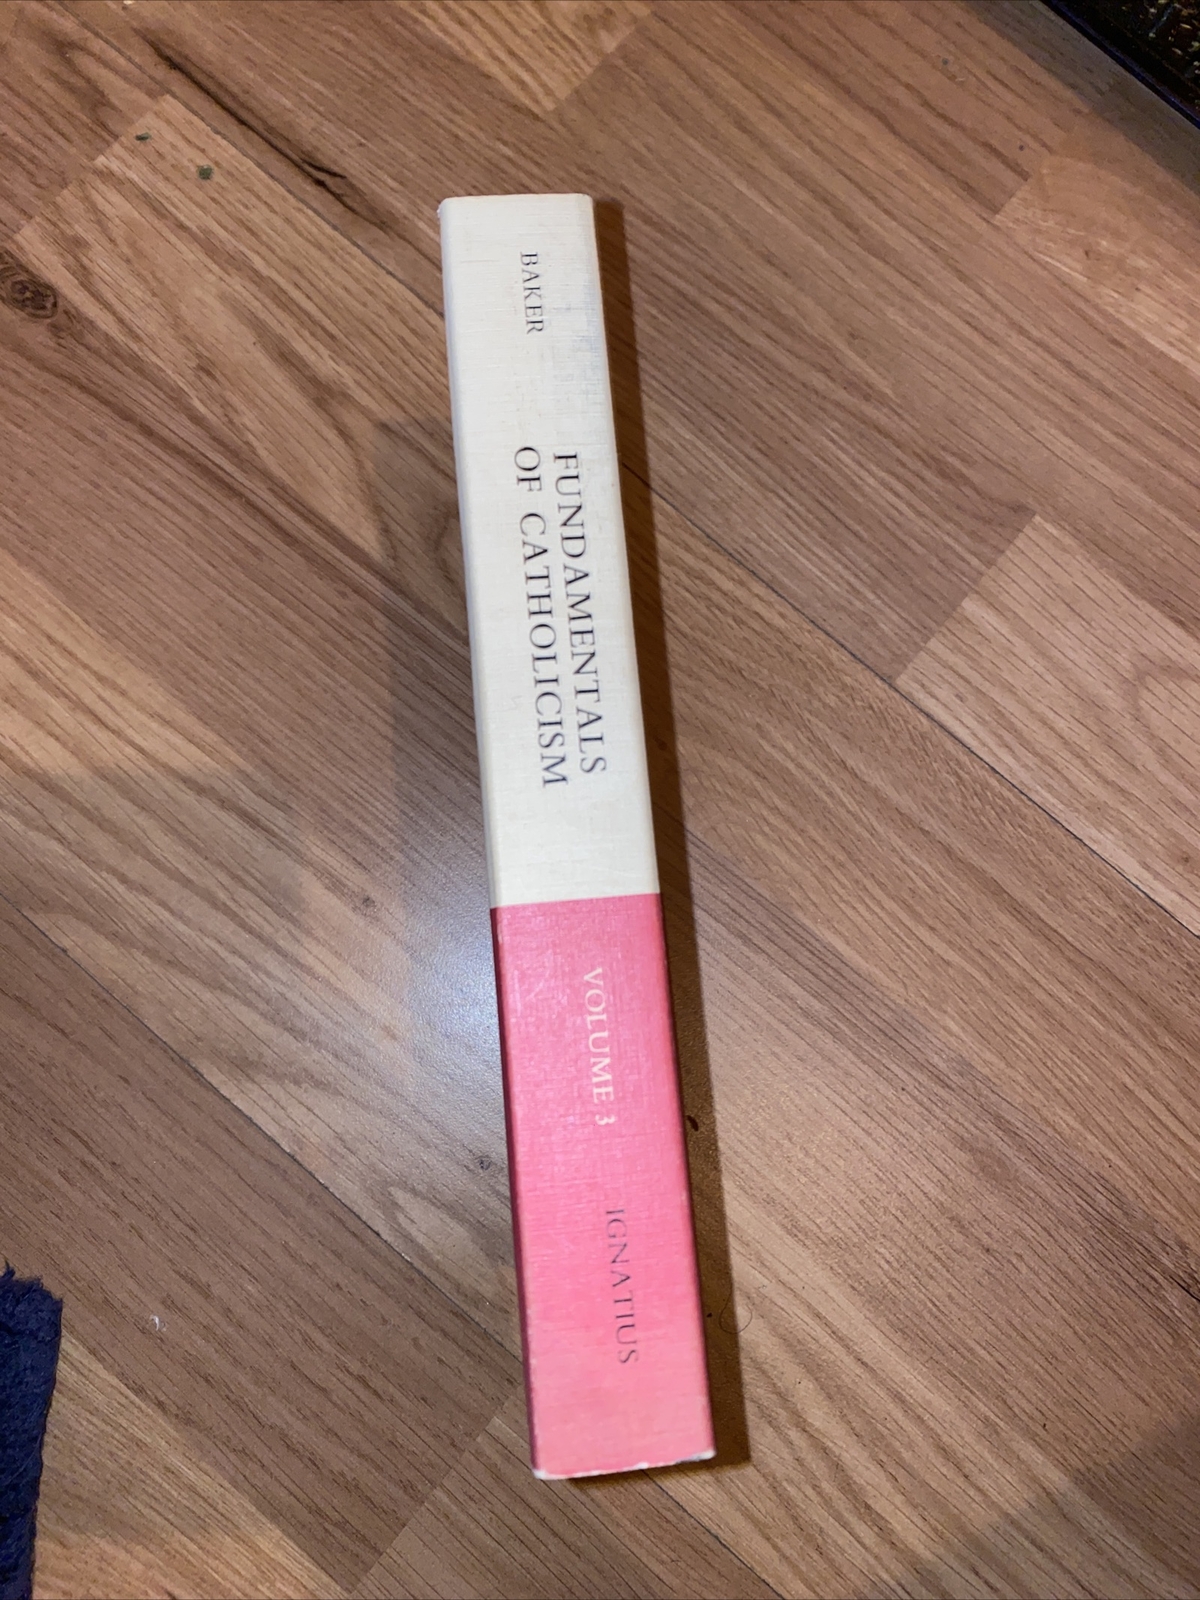 BAKER
FUNDAMENTALS
OF CATHOLICISM
VOLUME 3
IGNATIUS